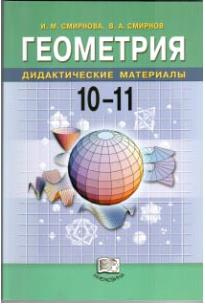 И. М. СМИРНОВА, В. А. СМИРНОВ
ГЕОМЕТРИЯ
ДИДАКТИЧЕСКИЕ МАТЕРИАЛЫ
10–11